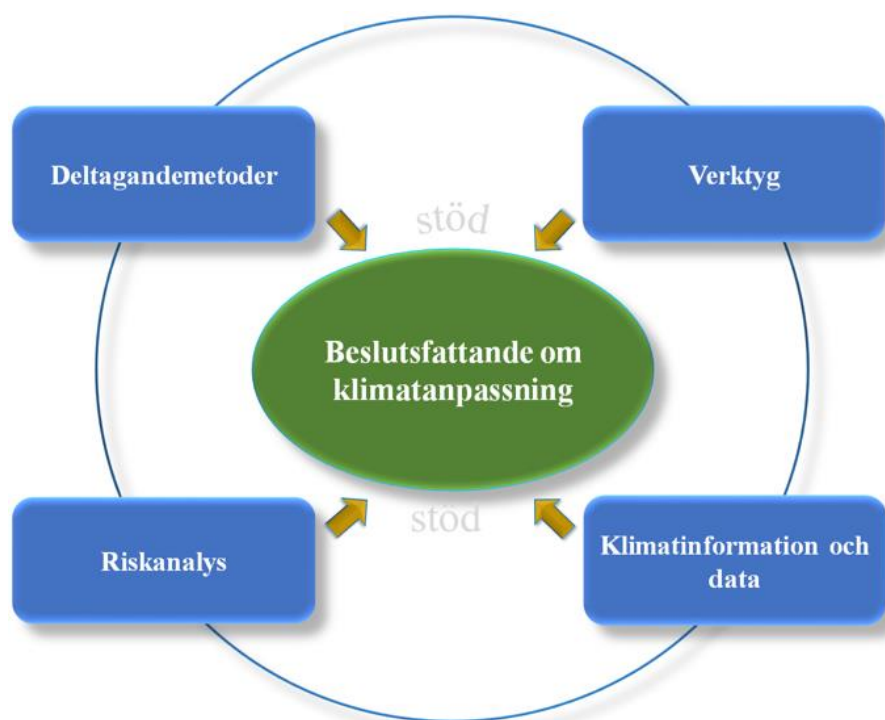 Deltagandemetoder
Verktyg
stöd
Beslutsfattande om
klimatanpassning
stöd
Riskanalys
Klimatinformation och
data